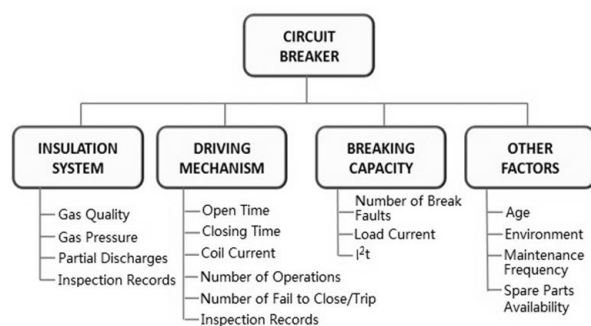 CIRCUIT
BREAKER
INSULATION
SYSTEM
Gas Quality
Gas Pressure
Partial Discharges
Inspection Records
DRIVING
MECHANISM
Open Time
Closing Time
Coil Current
Number of Operations
Number of Fail to Close/Trip
Inspection Records
BREAKING
CAPACITY
Number of Break
Faults
Load Current
I²t
OTHER
FACTORS
Age
Environment
Maintenance
Frequency
Spare Parts
Availability